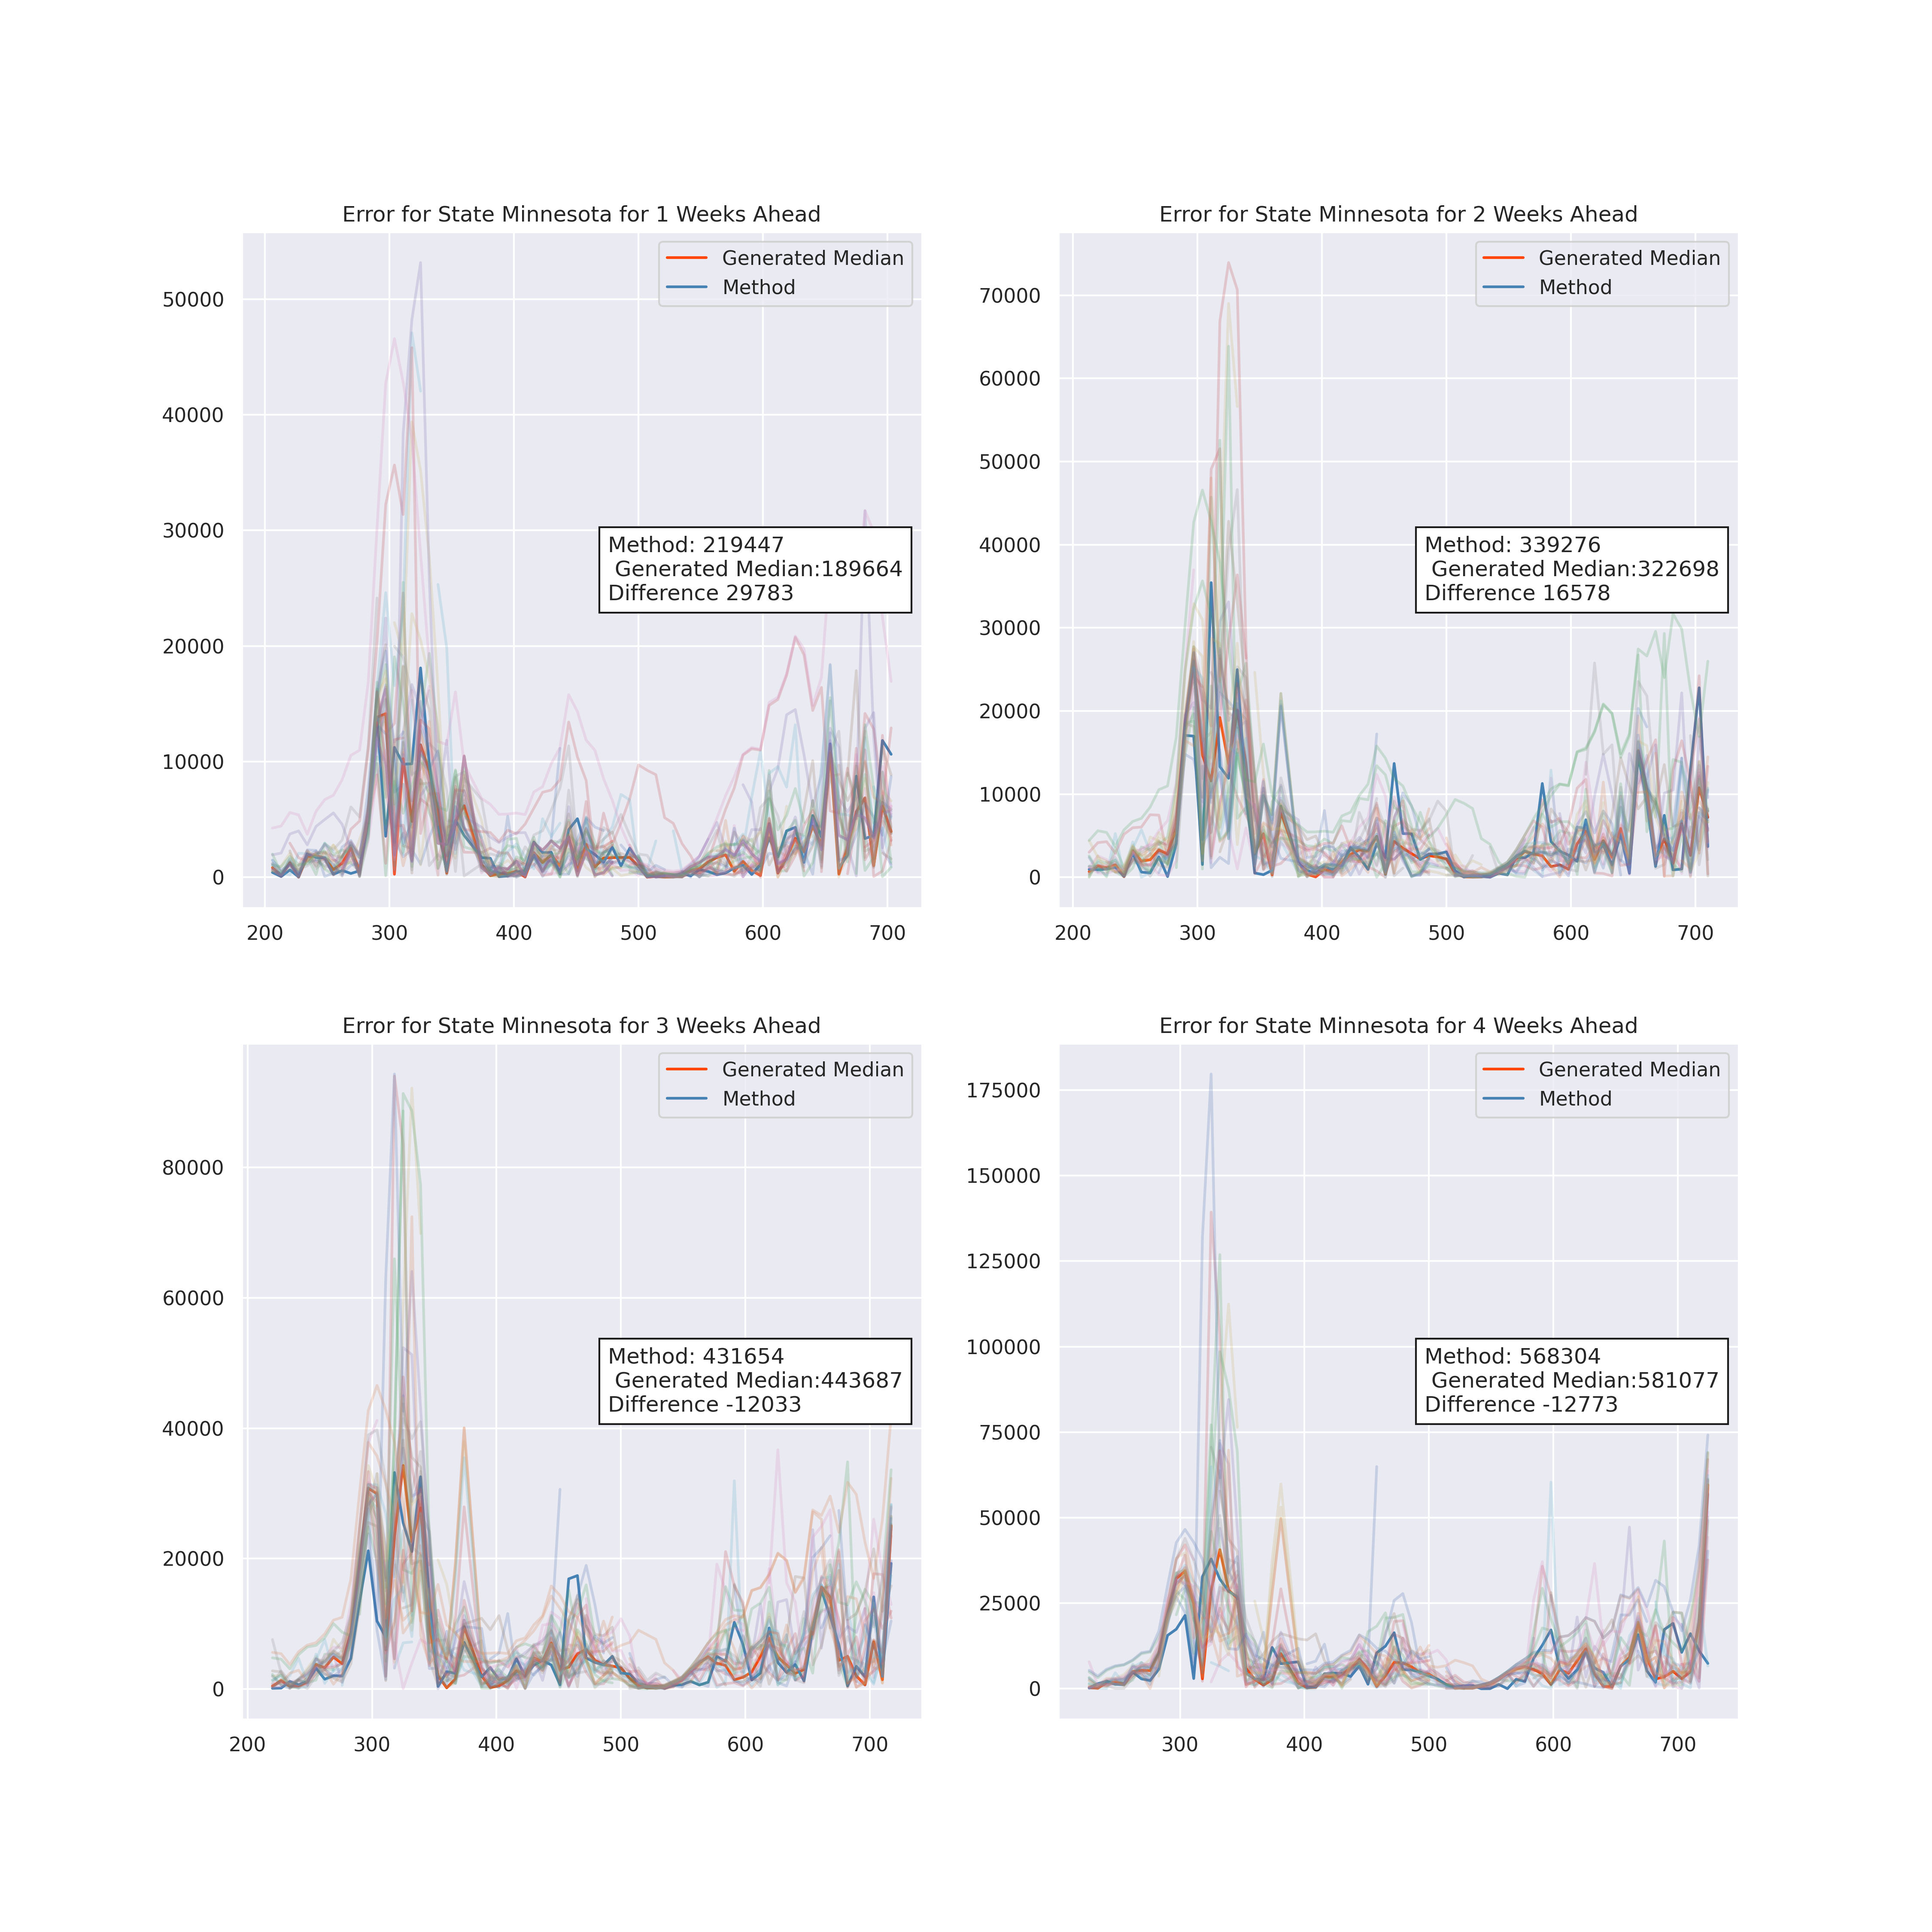 Error for State Minnesota for 1 Weeks Ahead
Generated Median
Method
50000
40000
30000
20000
10000
0
Method: 219447
Generated Median:189664
Difference 29783
200 300 400 500 600 700
Error for State Minnesota for 2 Weeks Ahead
Generated Median
Method
70000
60000
50000
40000
30000
20000
10000
0
Method: 339276
Generated Median:322698
Difference 16578
200 300 400 500 600 700
Error for State Minnesota for 3 Weeks Ahead
Generated Median
Method
80000
60000
40000
20000
0
Method: 431654
Generated Median:443687
Difference -12033
200 300 400 500 600 700
Error for State Minnesota for 4 Weeks Ahead
Generated Median
Method
175000
150000
125000
100000
75000
50000
25000
0
Method: 568304
Generated Median:581077
Difference -12773
300 400 500 600 700